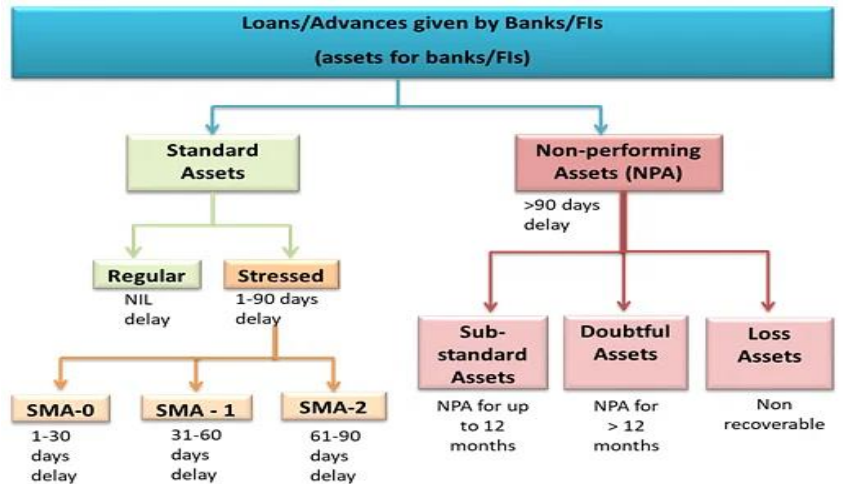 Loans/Advances given by Banks/FIs
(assets for banks/FIs)
Standard
Assets
Non-performing
Assets (NPA)
>90 days
delay
Regular
NIL
delay
Stressed
1-90 days
delay
Sub-
standard
Assets
NPA for up
to 12
months
Doubtful
Assets
NPA for
> 12
months
Loss
Assets
Non
recoverable
SMA-0
1-30
days
delay
SMA - 1
31-60
days
delay
SMA-2
61-90
days
delay